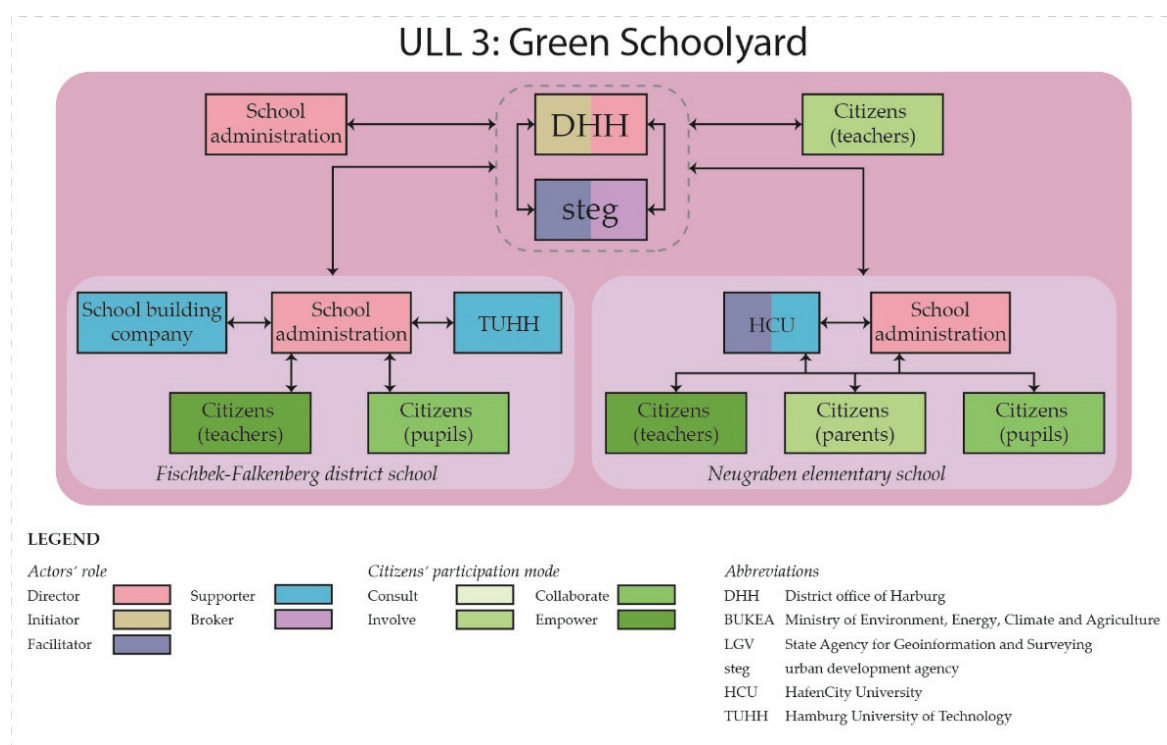 ULL 3: Green Schoolyard
School
administration
DHH
Citizens
(teachers)
steg
School building
company
School
administration
TUHH
HCU
School
administration
Citizens
(teachers)
Citizens
(pupils)
Citizens
(teachers)
Citizens
(parents)
Citizens
(pupils)
Fischbek-Falkenberg district school
Neugraben elementary school
LEGEND
Actors‘ role
Director
Supporter
Initiator
Broker
Facilitator
Citizens‘ participation mode
Consult
Collaborate
Involve
Empower
Abbreviations
DHH District office of Harburg
BUKEA Ministry of Environment, Energy, Climate and Agriculture
LGV State Agency for Geoinformation and Surveying
steg urban development agency
HCU HafenCity University
TUHH Hamburg University of Technology